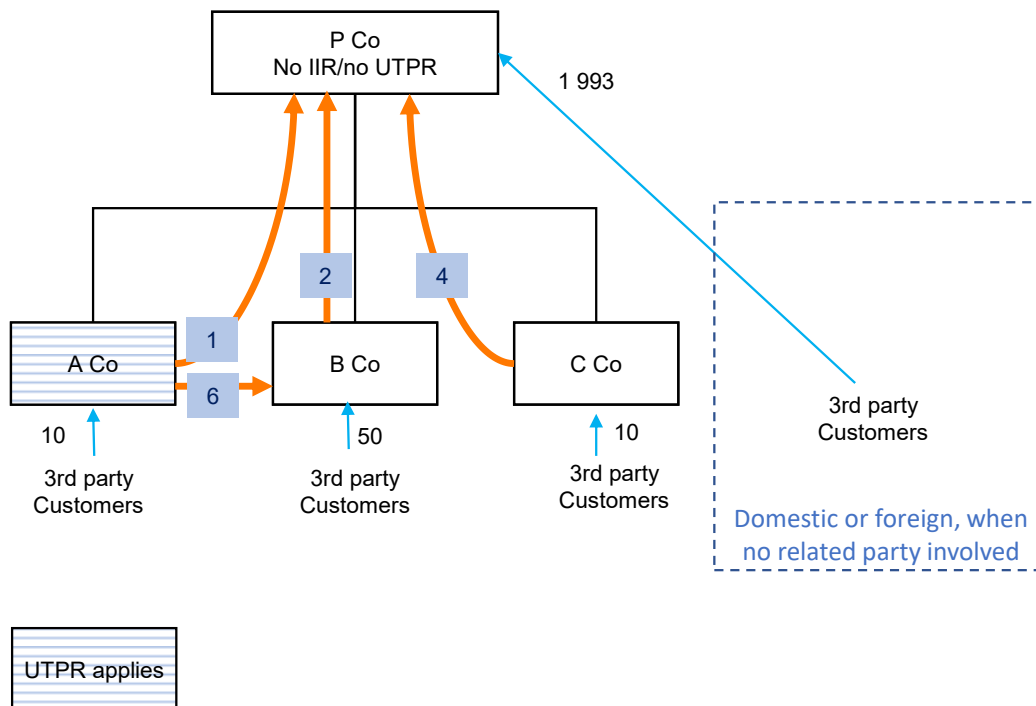 P Co
No IIR/no UTPR
1 993
2
4
1
A Co
B Co
C Co
6
3rd party
Customers
10
50
10
3rd party
Customers
3rd party
Customers
3rd party
Customers
Domestic or foreign, when
no related party involved
UTPR applies